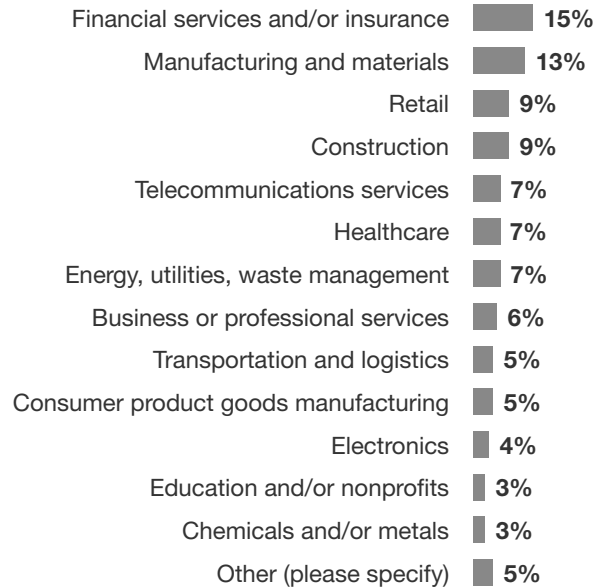 Financial services and/or insurance 15%
Manufacturing and materials 13%
Retail 9%
Construction 9%
Telecommunications services 7%
Healthcare 7%
Energy, utilities, waste management 7%
Business or professional services 6%
Transportation and logistics 5%
Consumer product goods manufacturing 5%
Electronics 4%
Education and/or nonprofits 3%
Chemicals and/or metals 3%
Other (please specify) 5%